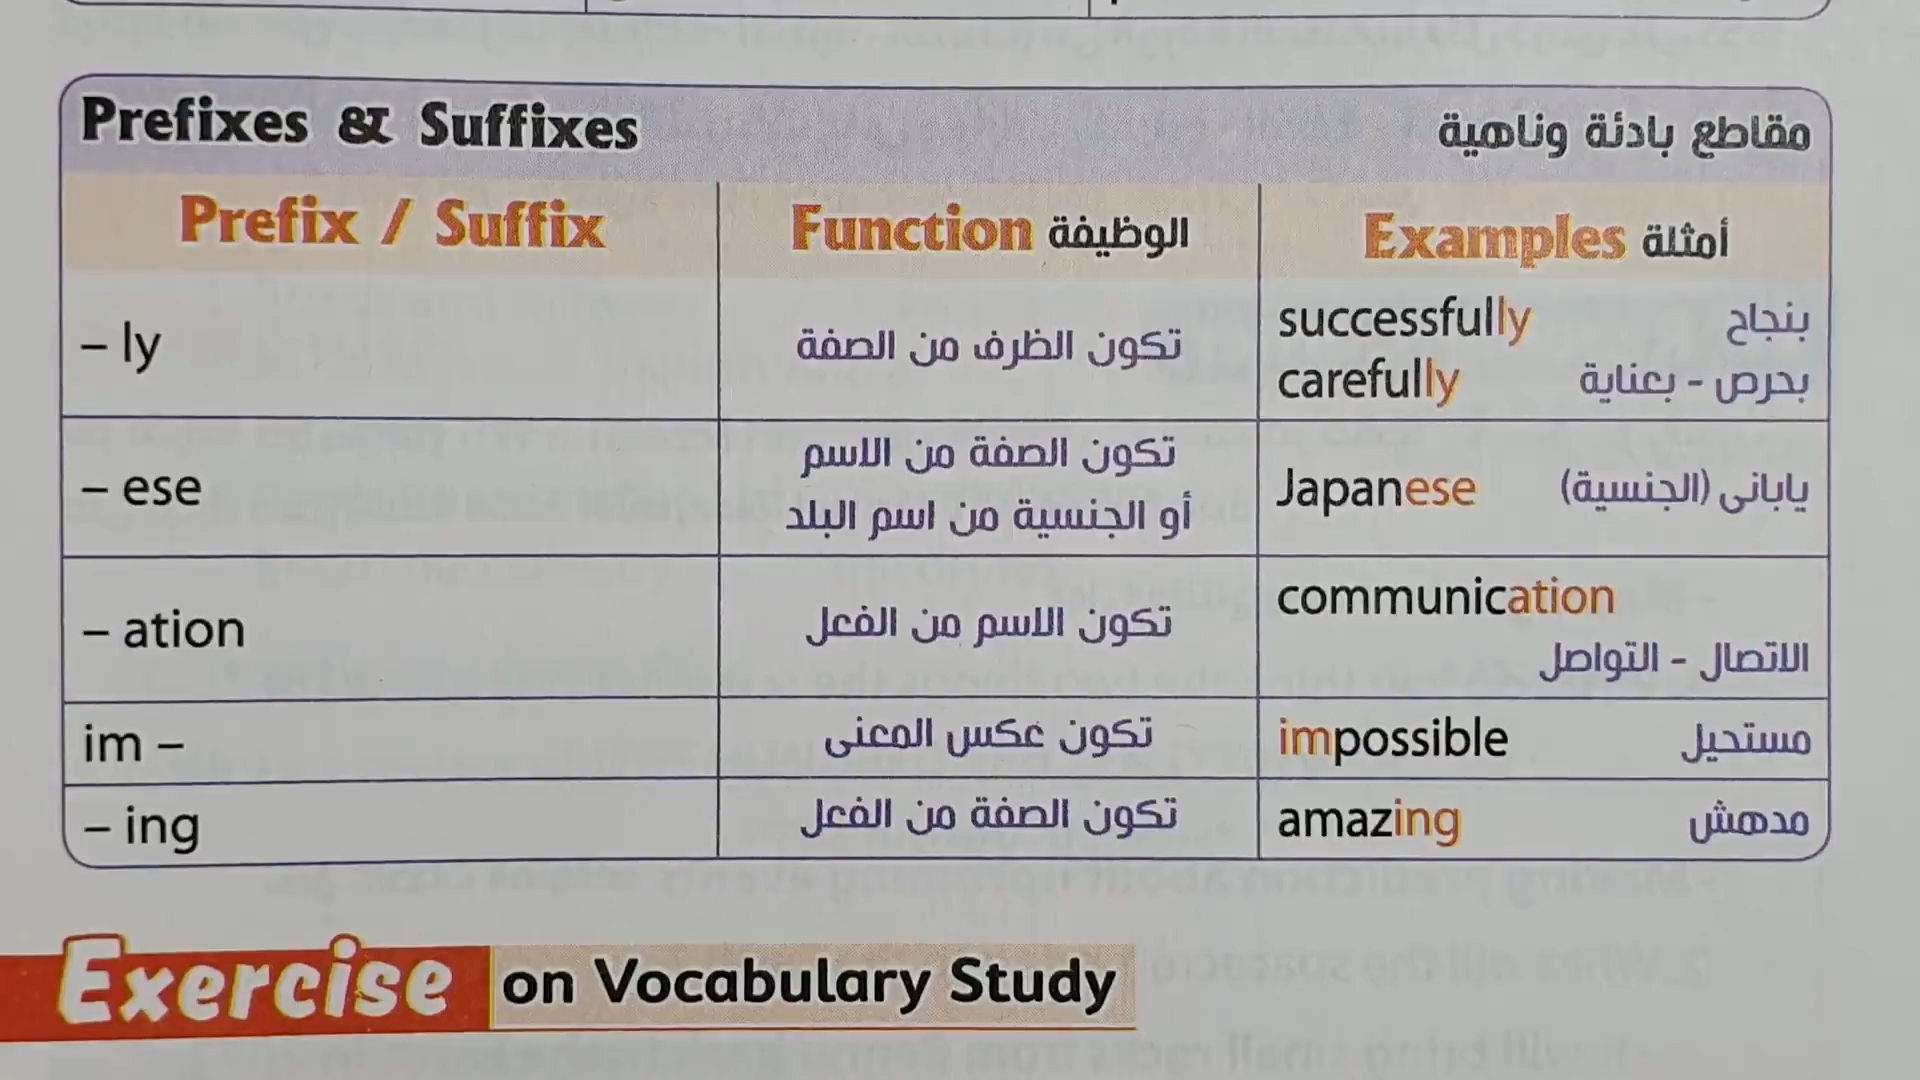 Prefixes & Suffixes مقاطع بادئة وناهية
Prefix / Suffix Function الوظيفة Examples أمثلة
– ly تكون الظرف من الصفة successfully بنجاح
carefully بحرص - بعناية
– ese تكون الصفة من الاسم
أو الجنسية من اسم البلد
Japanese يابانى (الجنسية)
– ation تكون الاسم من الفعل communication
الاتصال - التواصل
im – تكون عكس المعنى impossible مستحيل
– ing تكون الصفة من الفعل amazing مدهش
Exercise on Vocabulary Study